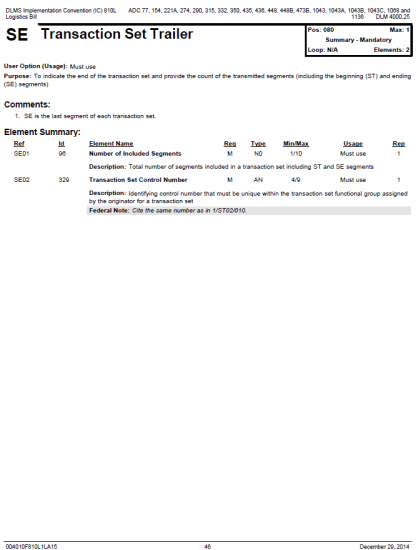 DLMS Implementation Convention (IC) 810L ADC 77, 154, 221A, 274, 290, 315, 332, 350, 435, 436, 448, 448B, 473B, 1043, 1043A, 1043B, 1043C, 1068 and
Logistics Bill 1136 DLM 4000.25
SE Transaction Set Trailer
Pos: 080 Max: 1
Summary - Mandatory
Loop: N/A Elements: 2
User Option (Usage): Must use
Purpose: To indicate the end of the transaction set and provide the count of the transmitted segments (including the beginning (ST) and ending
(SE) segments)
Comments:
1. SE is the last segment of each transaction set.
Element Summary:
Ref Id Element Name Req Type Min/Max Usage Rep
SE01 96 Number of Included Segments M N0 1/10 Must use 1
Description: Total number of segments included in a transaction set including ST and SE segments
SE02 329 Transaction Set Control Number M AN 4/9 Must use 1
Description: Identifying control number that must be unique within the transaction set functional group assigned
by the originator for a transaction set
Federal Note: Cite the same number as in 1/ST02/010.
004010F810L1LA15 46 December 29, 2014